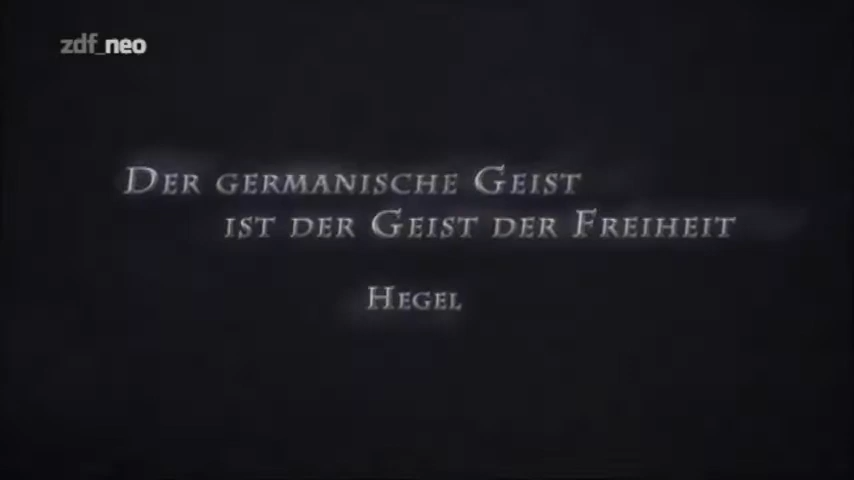 zdf_neo
DER GERMANISCHE GEIST
IST DER GEIST DER FREIHEIT
HEGEL